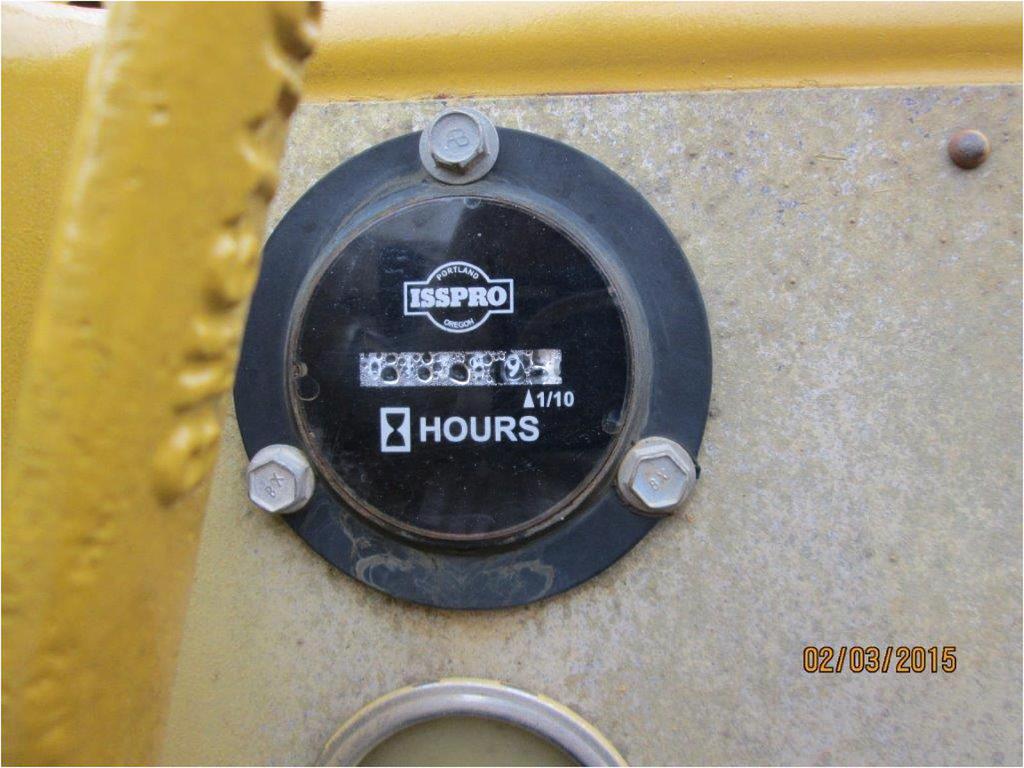 PORTLAND
ISSPRO
OREGON
1/10
HOURS
02/03/2015